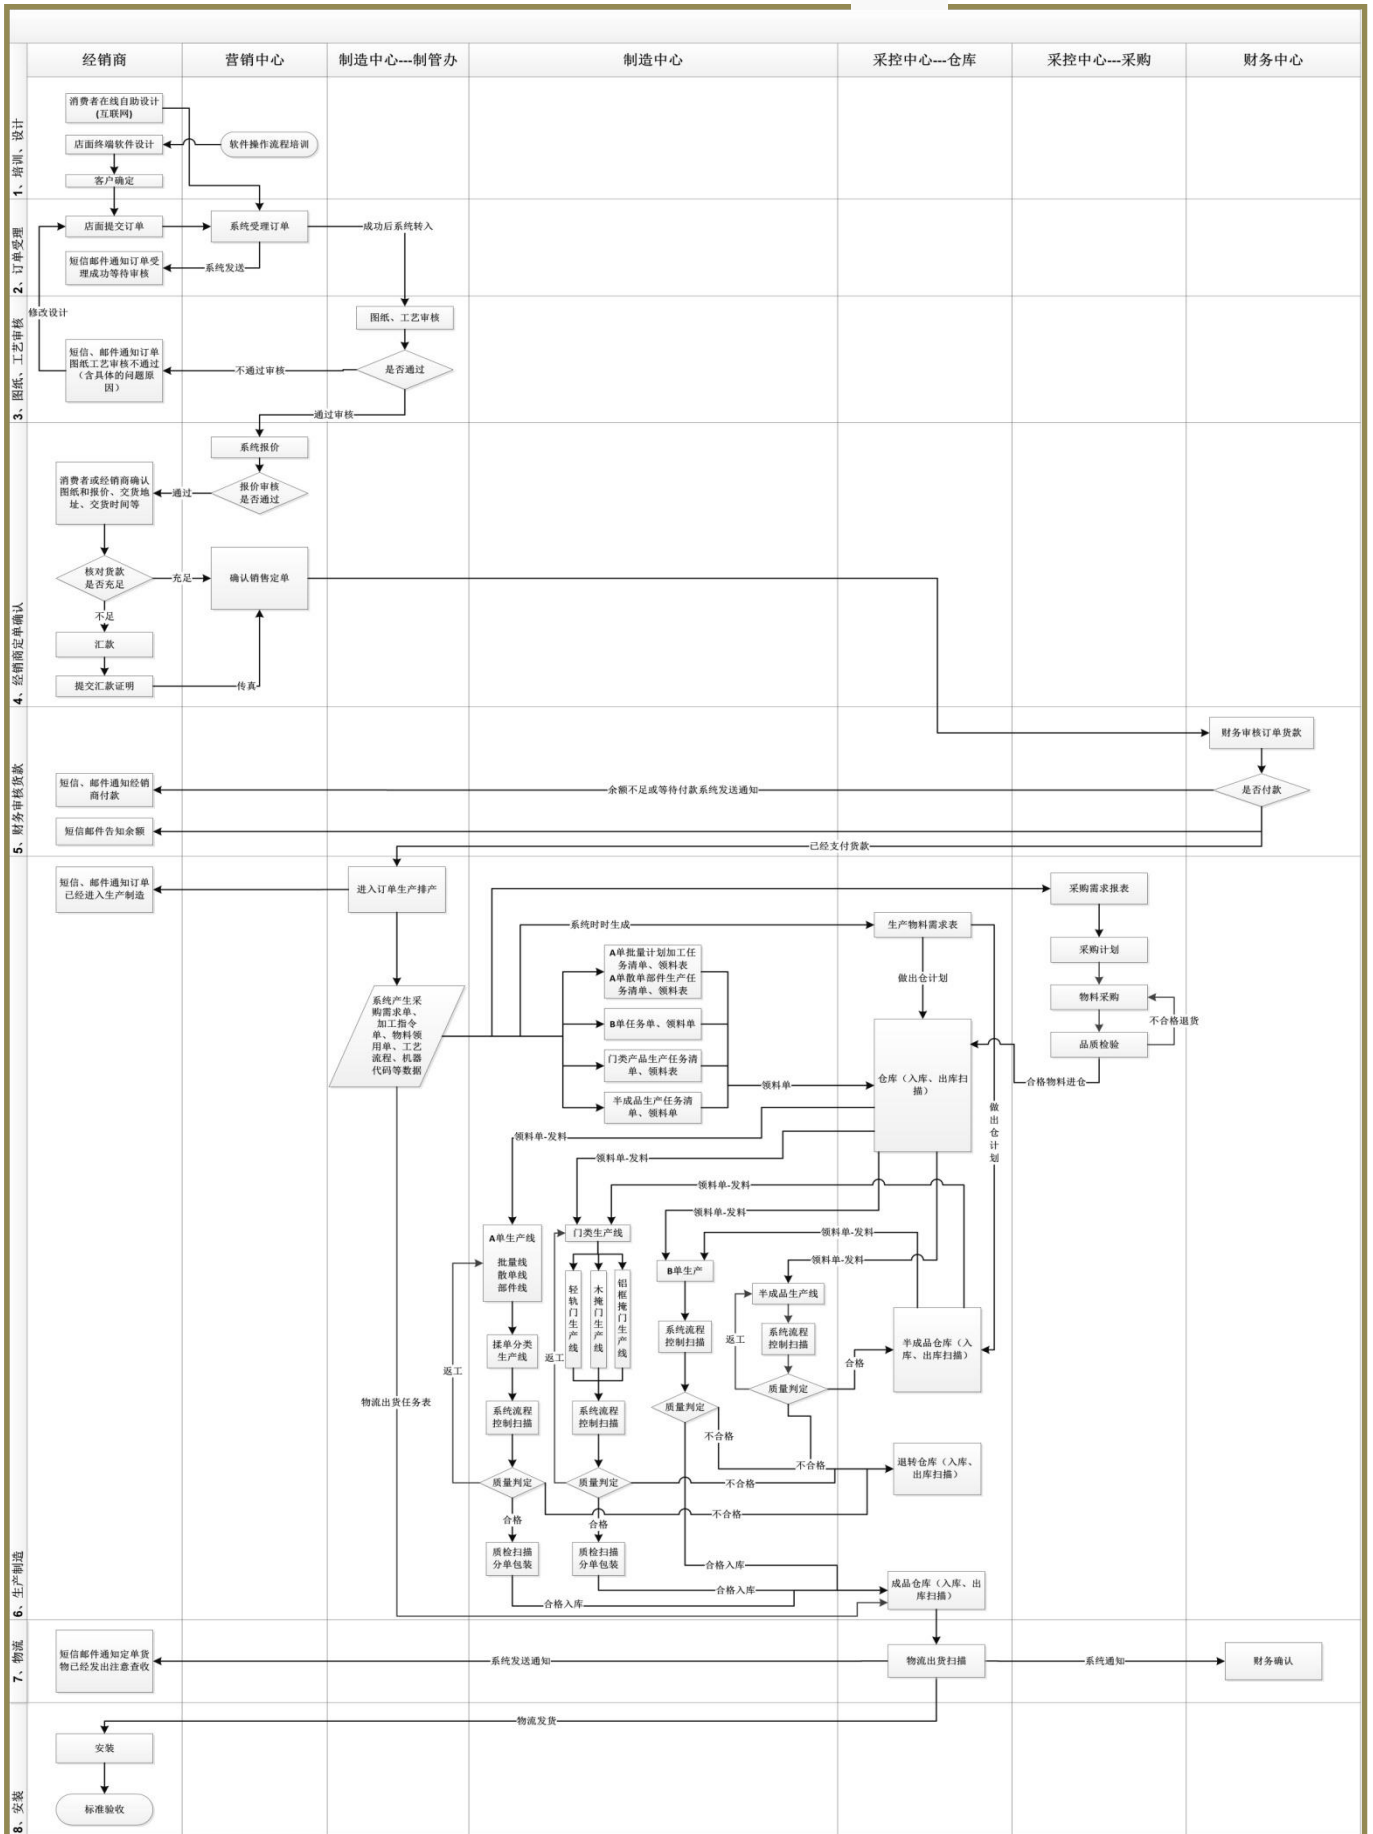 经销商
营销中心
制造中心---制管办
制造中心
采控中心---仓库
采控中心---采购
财务中心
1、培训、设计
消费者在线自助设计
(互联网)
店面终端软件设计
软件操作流程培训
客户确定
2、订单受理
店面提交订单
系统受理订单
成功后系统转入
短信邮件通知订单受
理成功等待审核
系统发送
3、图纸、工艺审核
修改设计
图纸、工艺审核
短信、邮件通知订单
图纸工艺审核不通过
（含具体的问题原
因）
不通过审核
是否通过
通过审核
4、经销商定单确认
系统报价
消费者或经销商确认
图纸和报价、交货地
址、交货时间等
通过
报价审核
是否通过
核对货款
是否充足
充足
确认销售定单
不足
汇款
提交汇款证明
传真
5、财务审核货款
财务审核订单货款
短信、邮件通知经销
商付款
余额不足或等待付款系统发送通知
是否付款
短信邮件告知余额
已经支付货款
6、生产制造
短信、邮件通知订单
已经进入生产制造
进入订单生产排产
采购需求报表
系统时时生成
生产物料需求表
采购计划
A单批量计划加工任
务清单、领料表
A单散单部件生产任
务清单、领料表
做出仓计划
物料采购
系统产生采
购需求单、
加工指令
单、物料领
用单、工艺
流程、机器
代码等数据
B单任务单、领料单
不合格退货
品质检验
门类产品生产任务清
单、领料表
领料单
仓库（入库、出库扫
描）
合格物料进仓
半成品生产任务清
单、领料单
做
出
仓
计
划
领料单-发料
领料单-发料
领料单-发料
领料单-发料
领料单-发料
领料单-发料
A单生产线
批量线
散单线
部件线
门类生产线
B单生产
半成品生产线
轻轨门生产线
木掩门生产线
铝框掩门生产线
系统流程
控制扫描
系统流程
控制扫描
返工
半成品仓库（入
库、出库扫描）
揉单分类
生产线
返工
返工
合格
质量判定
物流出货任务表
系统流程
控制扫描
系统流程
控制扫描
质量判定
不合格
不合格
退转仓库（入库、
出库扫描）
质量判定
质量判定
不合格
不合格
合格
合格
质检扫描
分单包装
质检扫描
分单包装
合格入库
合格入库
合格入库
成品仓库（入库、出
库扫描）
7、物流
短信邮件通知定单货
物已经发出注意查收
系统发送通知
物流出货扫描
系统通知
财务确认
8、安装
物流发货
安装
标准验收